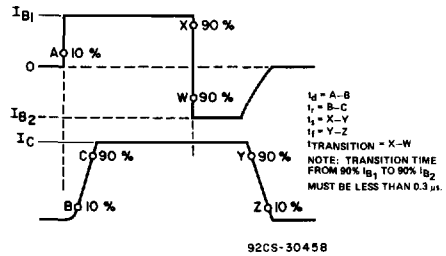 I_B1
X 90 %
A 10 %
0
W 90 %
I_B2
I_C
C 90 %
Y 90 %
B 10 %
Z 10 %
t_d = A–B
t_r = B–C
t_s = X–Y
t_f = Y–Z
t_TRANSITION = X–W
NOTE: TRANSITION TIME
FROM 90% I_B1 TO 90% I_B2
MUST BE LESS THAN 0.3 µs.
92CS-30458